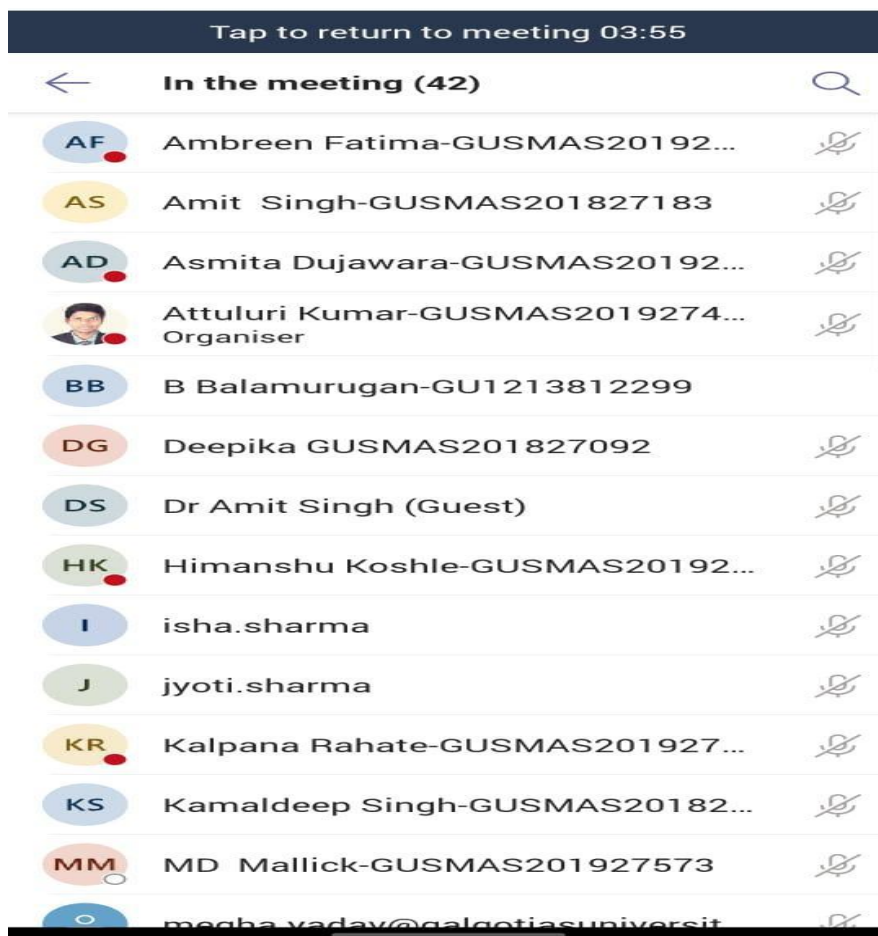 Tap to return to meeting 03:55
In the meeting (42)
AF Ambreen Fatima-GUSMAS20192...
AS Amit  Singh-GUSMAS201827183
AD Asmita Dujawara-GUSMAS20192...
Attuluri Kumar-GUSMAS2019274...
Organiser
BB B Balamurugan-GU1213812299
DG Deepika GUSMAS201827092
DS Dr Amit Singh (Guest)
HK Himanshu Koshle-GUSMAS20192...
I isha.sharma
J jyoti.sharma
KR Kalpana Rahate-GUSMAS201927...
KS Kamaldeep Singh-GUSMAS20182...
MM MD  Mallick-GUSMAS201927573
megha.yadav@galgotiasuniversit...